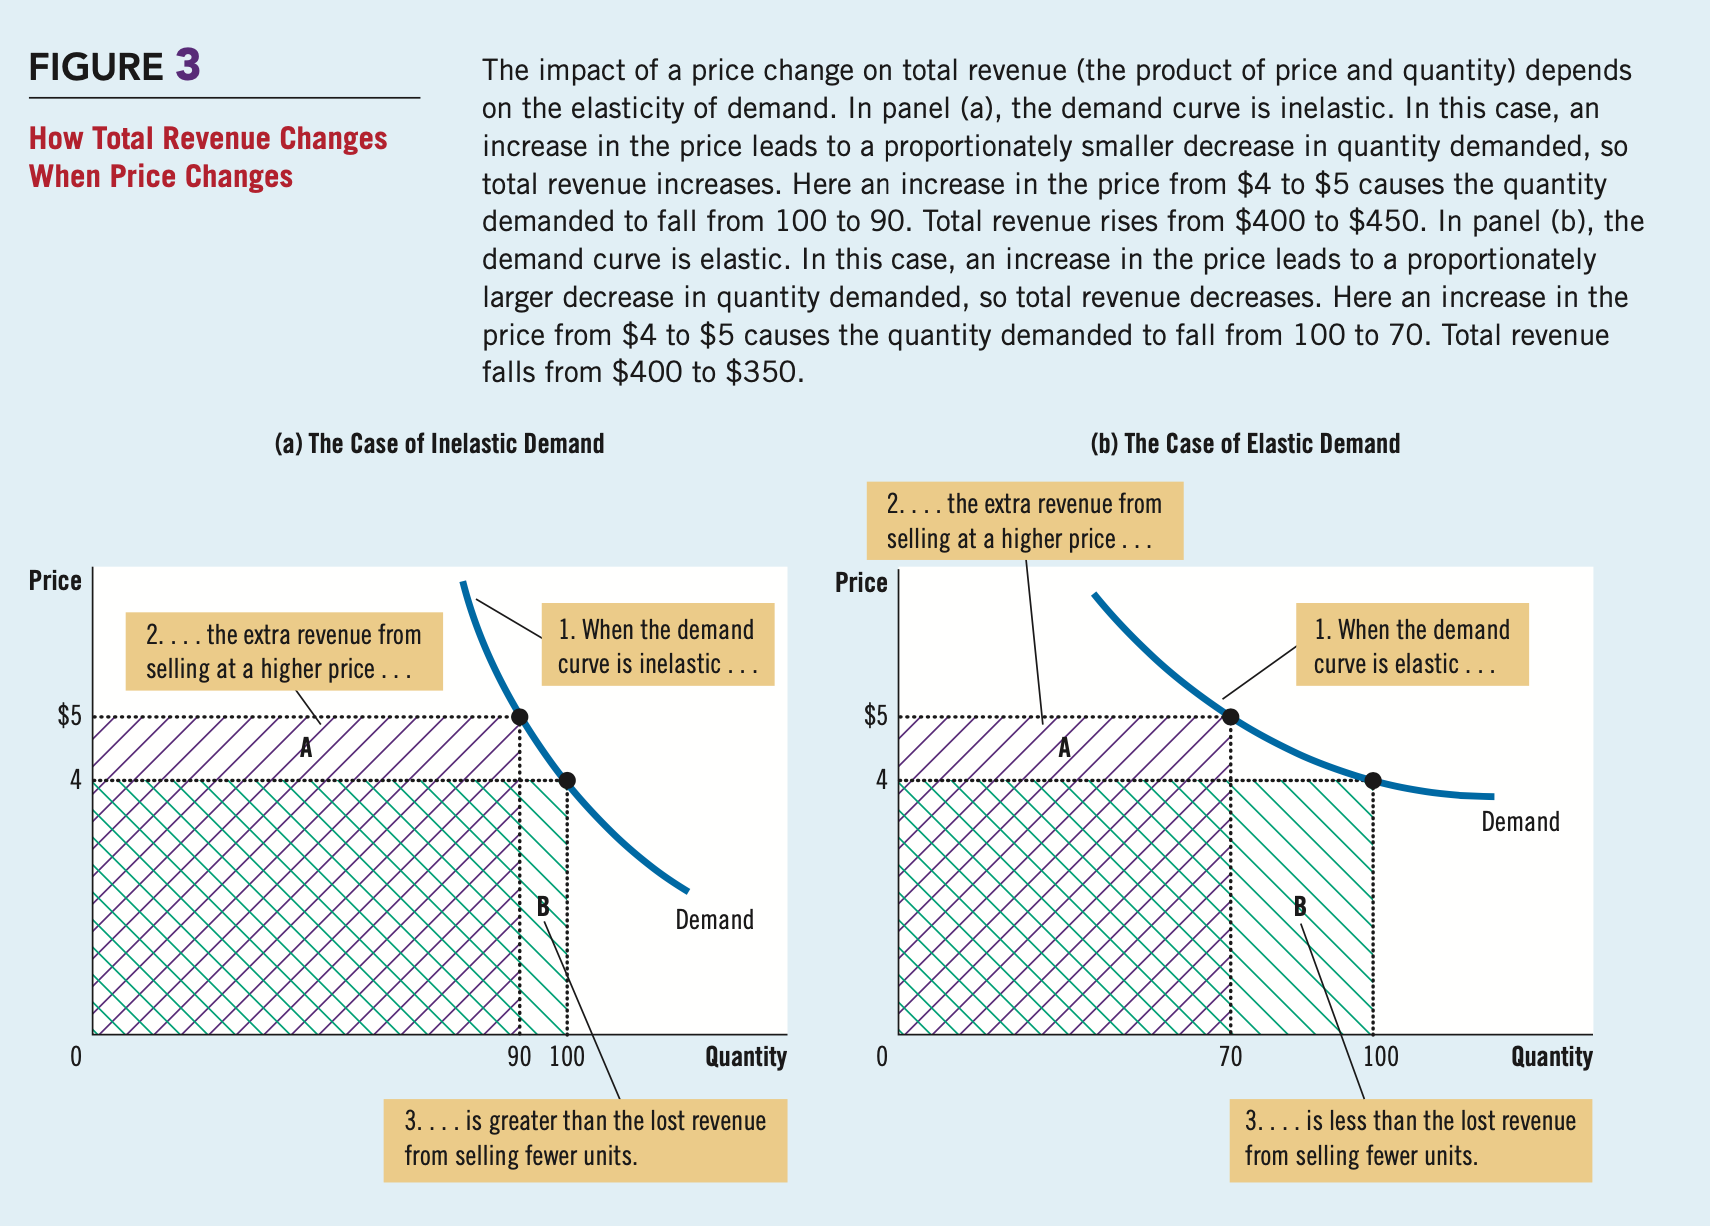 FIGURE 3
How Total Revenue Changes
When Price Changes
The impact of a price change on total revenue (the product of price and quantity) depends
on the elasticity of demand. In panel (a), the demand curve is inelastic. In this case, an
increase in the price leads to a proportionately smaller decrease in quantity demanded, so
total revenue increases. Here an increase in the price from $4 to $5 causes the quantity
demanded to fall from 100 to 90. Total revenue rises from $400 to $450. In panel (b), the
demand curve is elastic. In this case, an increase in the price leads to a proportionately
larger decrease in quantity demanded, so total revenue decreases. Here an increase in the
price from $4 to $5 causes the quantity demanded to fall from 100 to 70. Total revenue
falls from $400 to $350.
(a) The Case of Inelastic Demand
Price
2. . . . the extra revenue from
selling at a higher price . . .
1. When the demand
curve is inelastic . . .
$5
A
4
B
Demand
0
90
100
Quantity
3. . . . is greater than the lost revenue
from selling fewer units.
(b) The Case of Elastic Demand
2. . . . the extra revenue from
selling at a higher price . . .
Price
1. When the demand
curve is elastic . . .
$5
A
4
Demand
B
0
70
100
Quantity
3. . . . is less than the lost revenue
from selling fewer units.